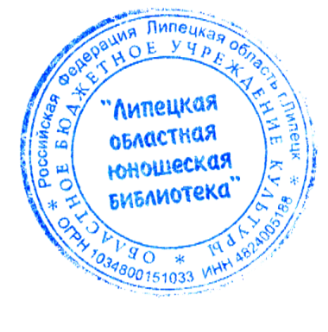 Российская Федерация Липецкая область г.Липецк
* ОГРН 1034800151033 ИНН 4824005188 *
* ОБЛАСТНОЕ БЮДЖЕТНОЕ УЧРЕЖДЕНИЕ КУЛЬТУРЫ
"Липецкая
областная
юношеская
библиотека"